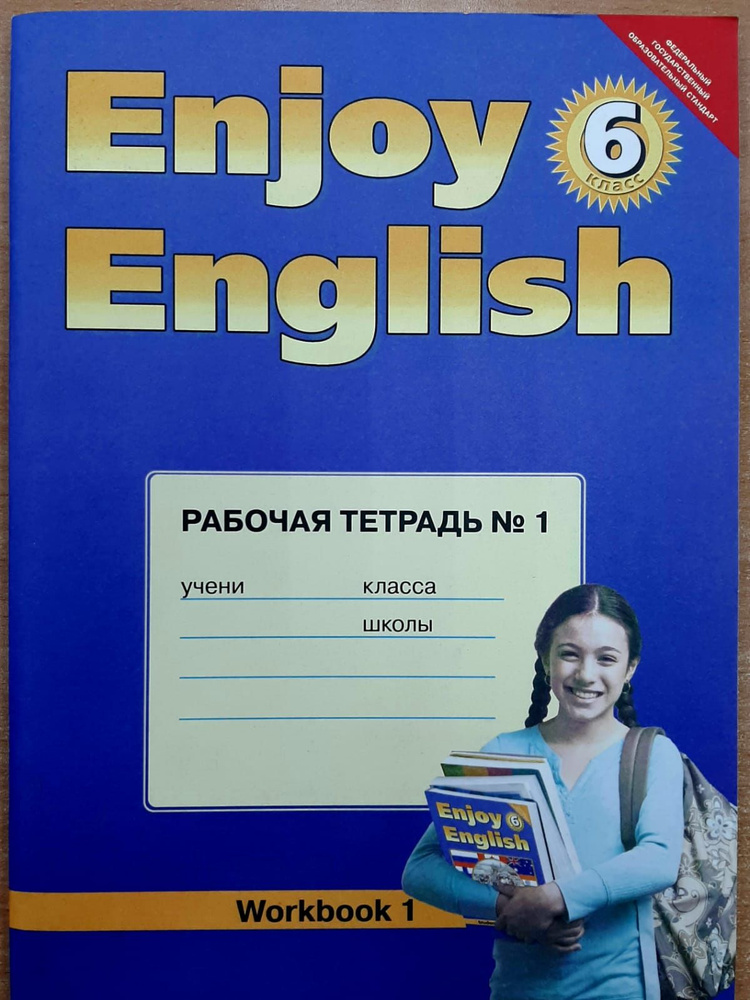 Enjoy
English
6
класс
ФЕДЕРАЛЬНЫЙ
ГОСУДАРСТВЕННЫЙ
ОБРАЗОВАТЕЛЬНЫЙ СТАНДАРТ
РАБОЧАЯ ТЕТРАДЬ № 1
учени класса
школы
Enjoy 6
English
Workbook 1